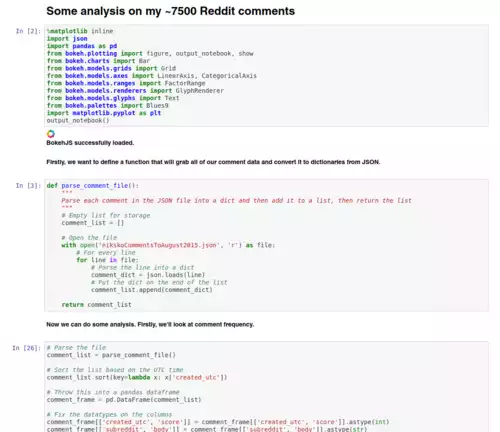 Some analysis on my ~7500 Reddit comments
In [2]: %matplotlib inline
import json
import pandas as pd
from bokeh.plotting import figure, output_notebook, show
from bokeh.charts import Bar
from bokeh.models.grids import Grid
from bokeh.models.axes import LinearAxis, CategoricalAxis
from bokeh.models.ranges import FactorRange
from bokeh.models.renderers import GlyphRenderer
from bokeh.models.glyphs import Text
from bokeh.palettes import Blues9
import matplotlib.pyplot as plt
output_notebook()
BokehJS successfully loaded.
Firstly, we want to define a function that will grab all of our comment data and convert it to dictionaries from JSON.
In [3]: def parse_comment_file():
"""
Parse each comment in the JSON file into a dict and then add it to a list, then return the list
"""
# Empty list for storage
comment_list = []
# Open the file
with open('nikskoCommentsToAugust2015.json', 'r') as file:
# For every line
for line in file:
# Parse the line into a dict
comment_dict = json.loads(line)
# Put the dict on the end of the list
comment_list.append(comment_dict)
return comment_list
Now we can do some analysis. Firstly, we'll look at comment frequency.
In [26]: # Parse the file
comment_list = parse_comment_file()
# Sort the list based on the UTC time
comment_list.sort(key=lambda x: x['created_utc'])
# Throw this into a pandas dataframe
comment_frame = pd.DataFrame(comment_list)
# Fix the datatypes on the columns
comment_frame[['created_utc', 'score']] = comment_frame[['created_utc', 'score']].astype(int)
comment_frame[['subreddit', 'body']] = comment_frame[['subreddit', 'body']].astype(str)